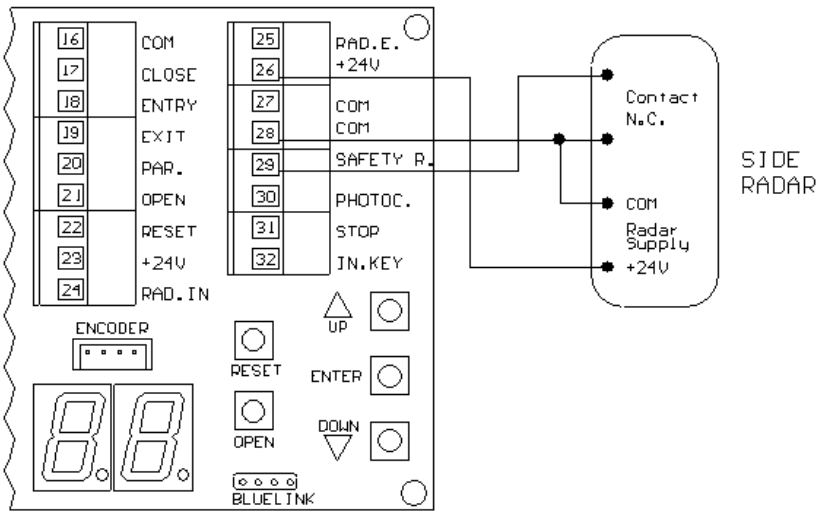 16 COM
17 CLOSE
18 ENTRY
19 EXIT
20 PAR.
21 OPEN
22 RESET
23 +24V
24 RAD.IN
25 RAD.E.
26 +24V
27 COM
28 COM
29 SAFETY R.
30 PHOTOC.
31 STOP
32 IN.KEY
Contact
N.C.
COM
Radar
Supply
+24V
SIDE
RADAR
ENCODER
RESET
OPEN
UP
ENTER
DOWN
BLUELINK